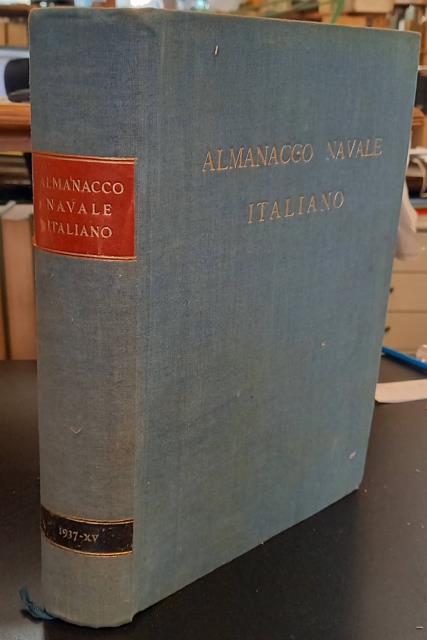 ALMANACCO
NAVALE
ITALIANO
1937-XV
ALMANACCO NAVALE
ITALIANO